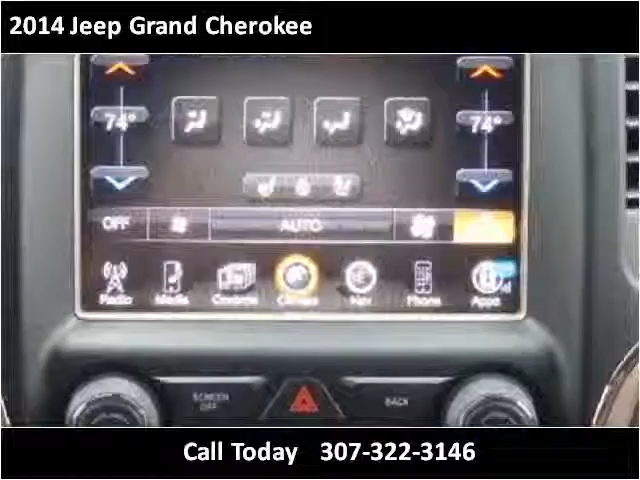 2014 Jeep Grand Cherokee
74° 74°
OFF AUTO
Radio Media Controls Climate Nav Phone Apps
SCREEN OFF BACK
Call Today 307-322-3146